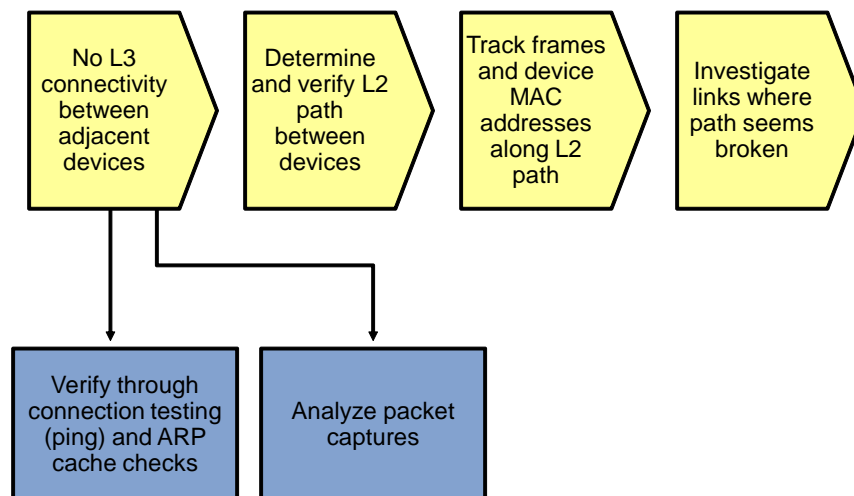 No L3
connectivity
between
adjacent
devices
Determine
and verify L2
path
between
devices
Track frames
and device
MAC
addresses
along L2
path
Investigate
links where
path seems
broken
Verify through
connection testing
(ping) and ARP
cache checks
Analyze packet
captures